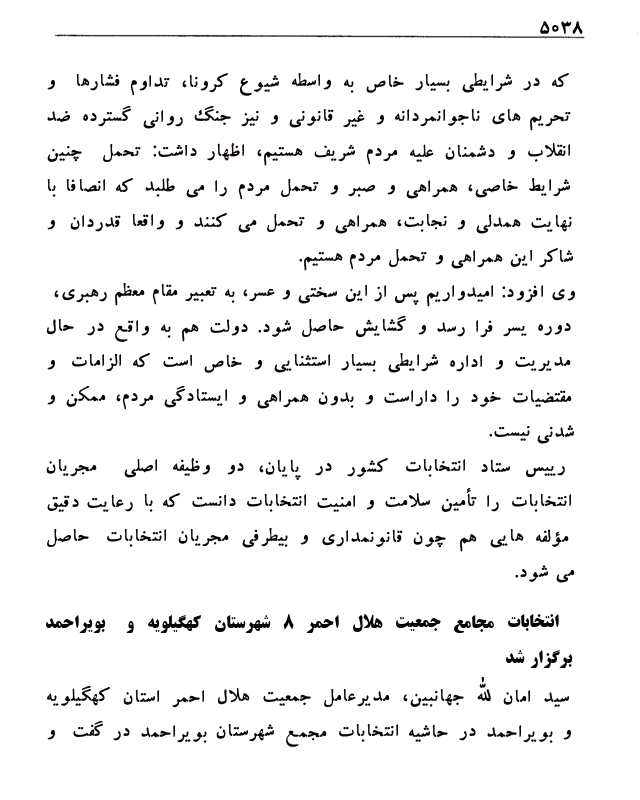 ۵۰۳۸
که در شرایطی بسیار خاص به واسطه شیوع کرونا، تداوم فشارها و
تحریم های ناجوانمردانه و غیر قانونی و نیز جنگ روانی گسترده ضد
انقلاب و دشمنان علیه مردم شریف هستیم، اظهار داشت: تحمل چنین
شرایط خاصی، همراهی و صبر و تحمل مردم را می طلبد که انصافا با
نهایت همدلی و نجابت، همراهی و تحمل می کنند و واقعا قدردان و
شاکر این همراهی و تحمل مردم هستیم.
وی افزود: امیدواریم پس از این سختی و عسر، به تعبیر مقام معظم رهبری،
دوره یسر فرا رسد و گشایش حاصل شود. دولت هم به واقع در حال
مدیریت و اداره شرایطی بسیار استثنایی و خاص است که الزامات و
مقتضیات خود را داراست و بدون همراهی و ایستادگی مردم، ممکن و
شدنی نیست.
رییس ستاد انتخابات کشور در پایان، دو وظیفه اصلی مجریان
انتخابات را تأمین سلامت و امنیت انتخابات دانست که با رعایت دقیق
مؤلفه هایی هم چون قانونمداری و بیطرفی مجریان انتخابات حاصل
می شود.
انتخابات مجامع جمعیت هلال احمر ۸ شهرستان کهگیلویه و بویراحمد
برگزار شد
سید امان الله جهانبین، مدیرعامل جمعیت هلال احمر استان کهگیلویه
و بویراحمد در حاشیه انتخابات مجمع شهرستان بویراحمد در گفت و